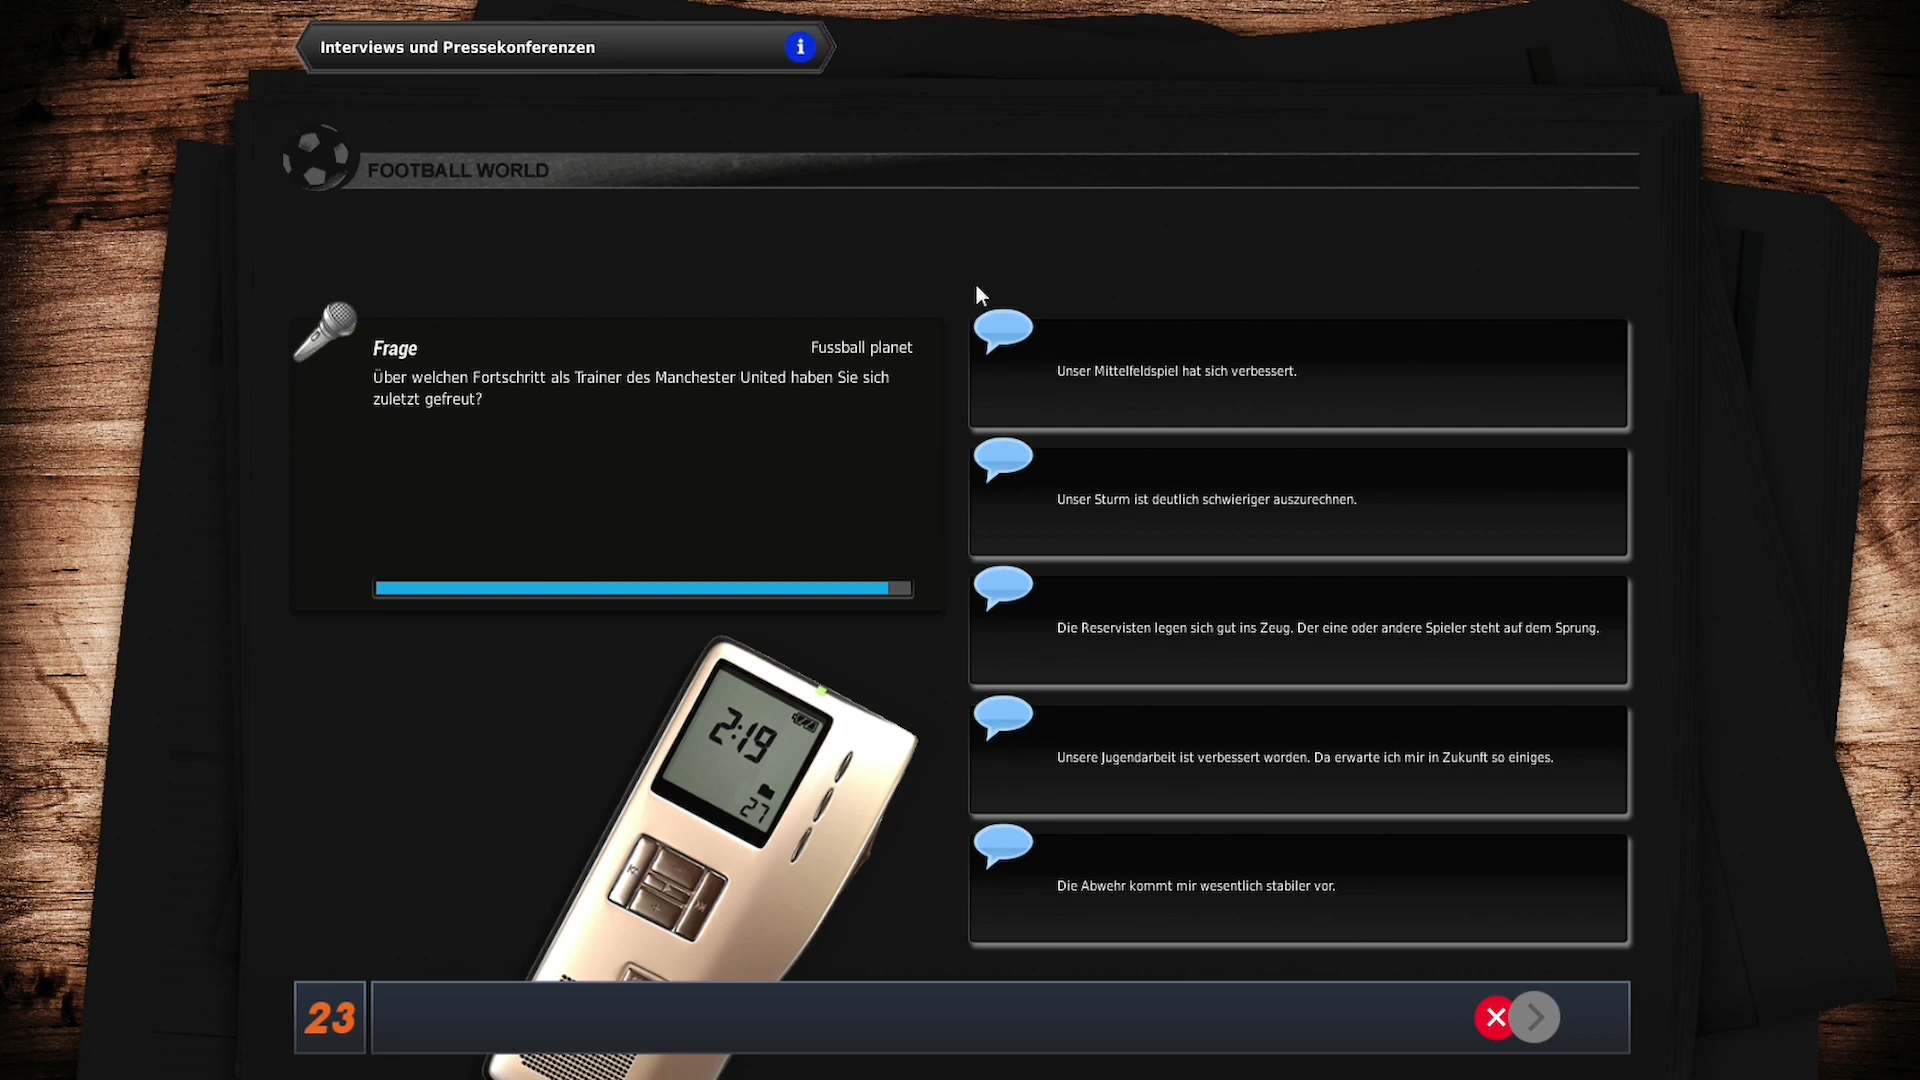 Interviews und Pressekonferenzen
FOOTBALL WORLD
Frage
Fussball planet
Über welchen Fortschritt als Trainer des Manchester United haben Sie sich
zuletzt gefreut?
Unser Mittelfeldspiel hat sich verbessert.
Unser Sturm ist deutlich schwieriger auszurechnen.
Die Reservisten legen sich gut ins Zeug. Der eine oder andere Spieler steht auf dem Sprung.
Unsere Jugendarbeit ist verbessert worden. Da erwarte ich mir in Zukunft so einiges.
Die Abwehr kommt mir wesentlich stabiler vor.
2:19
27
23